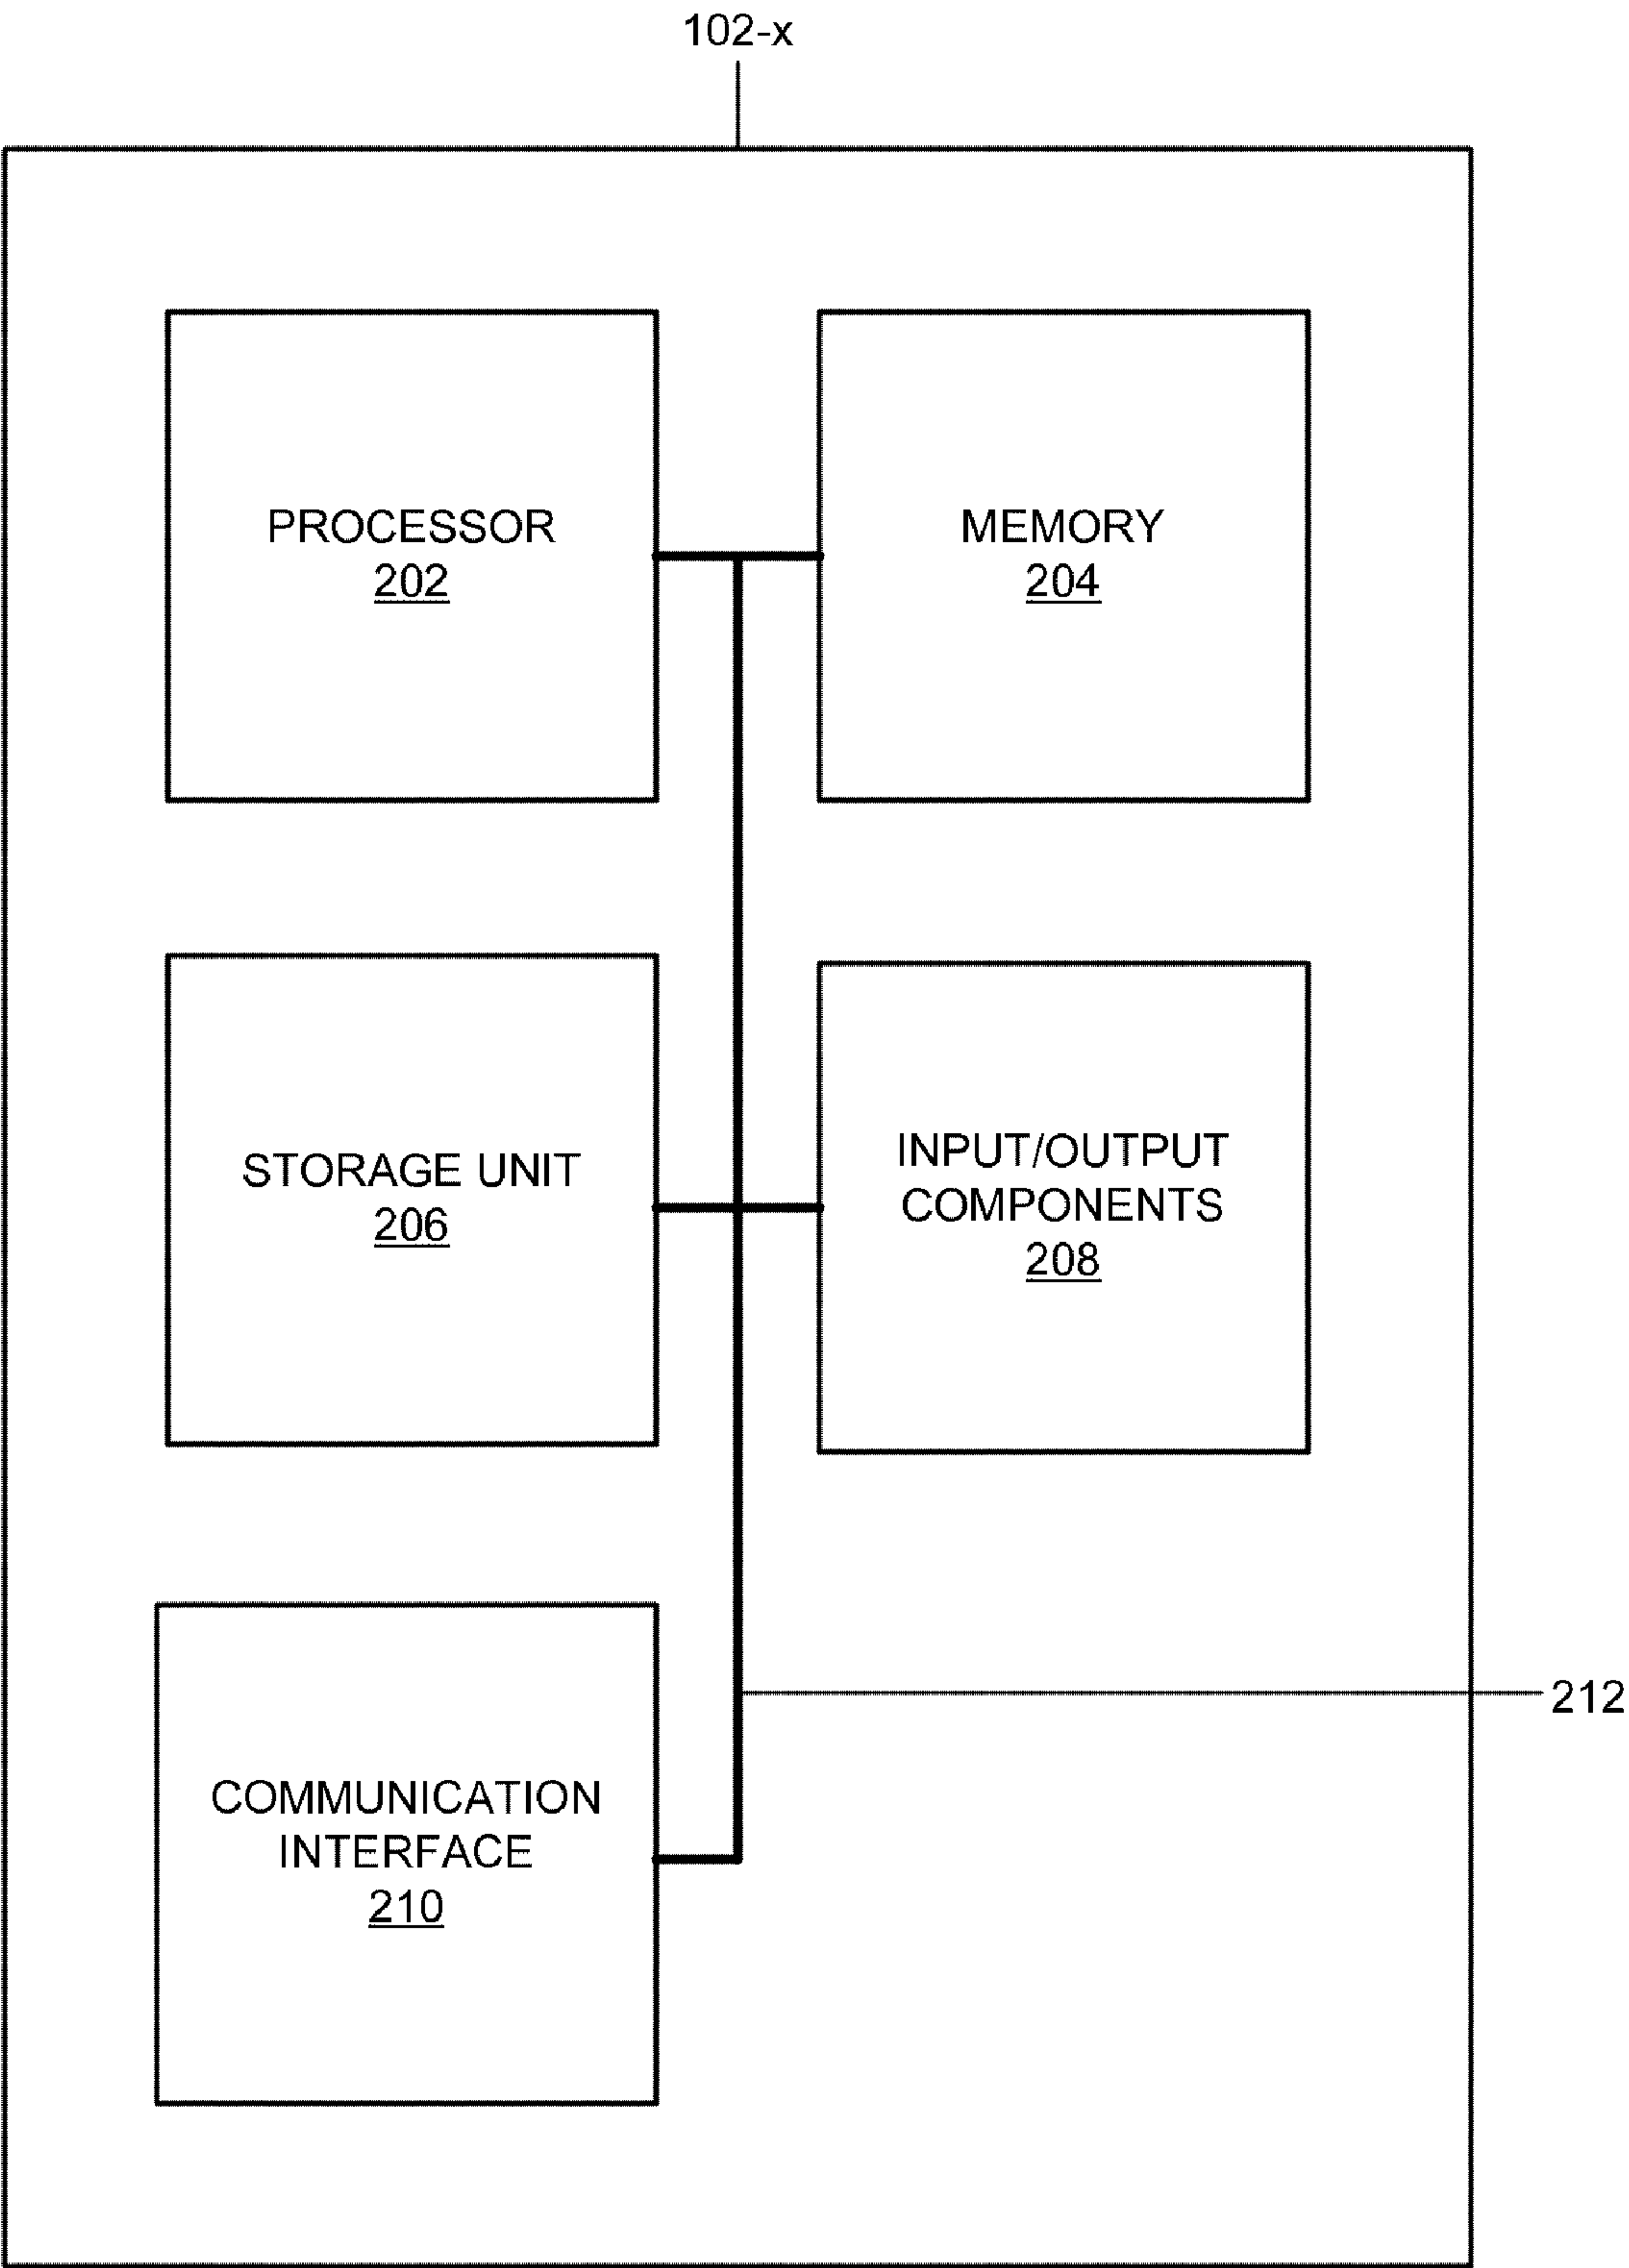 102-x
PROCESSOR
202
MEMORY
204
STORAGE UNIT
206
INPUT/OUTPUT
COMPONENTS
208
212
COMMUNICATION
INTERFACE
210